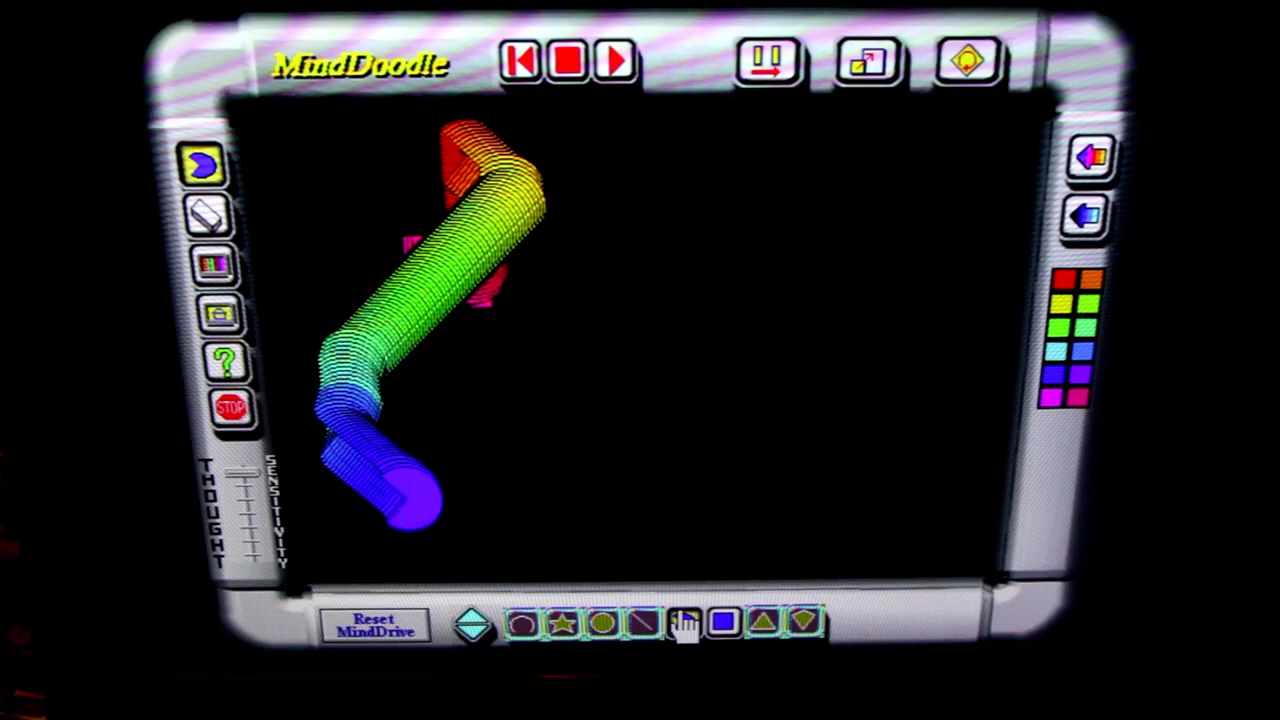 MindDoodle
?
STOP
THOUGHT
SENSITIVITY
Reset
MindDrive